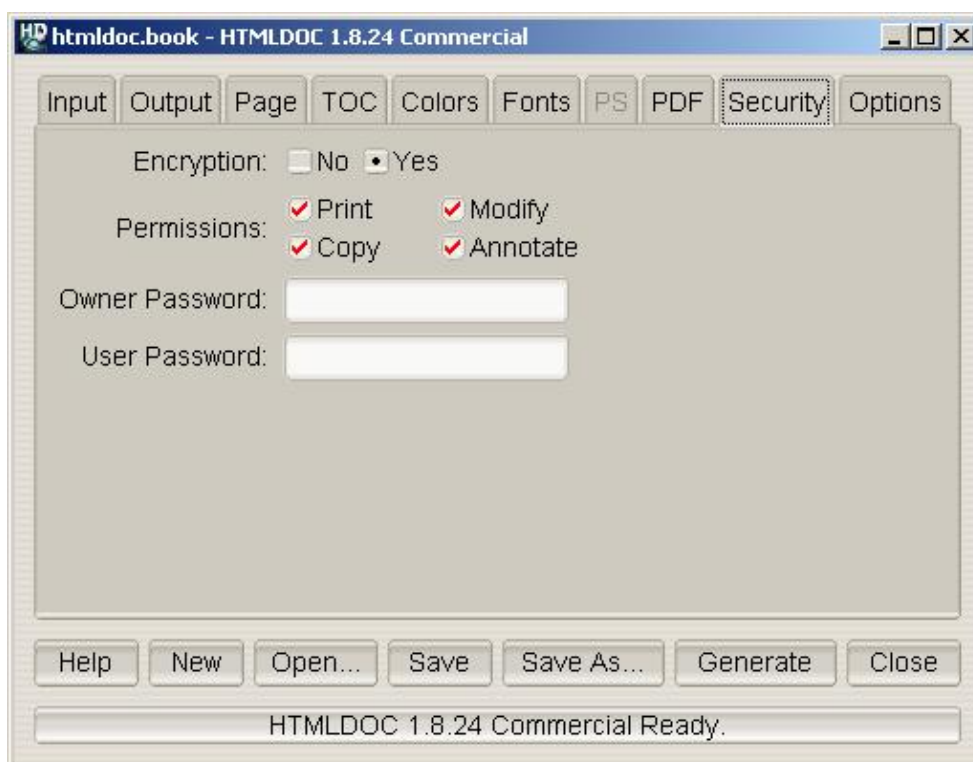 HD htmldoc.book - HTMLDOC 1.8.24 Commercial
Input Output Page TOC Colors Fonts PS PDF Security Options
Encryption: No Yes
Permissions: Print Modify
Copy Annotate
Owner Password:
User Password:
Help New Open... Save Save As... Generate Close
HTMLDOC 1.8.24 Commercial Ready.